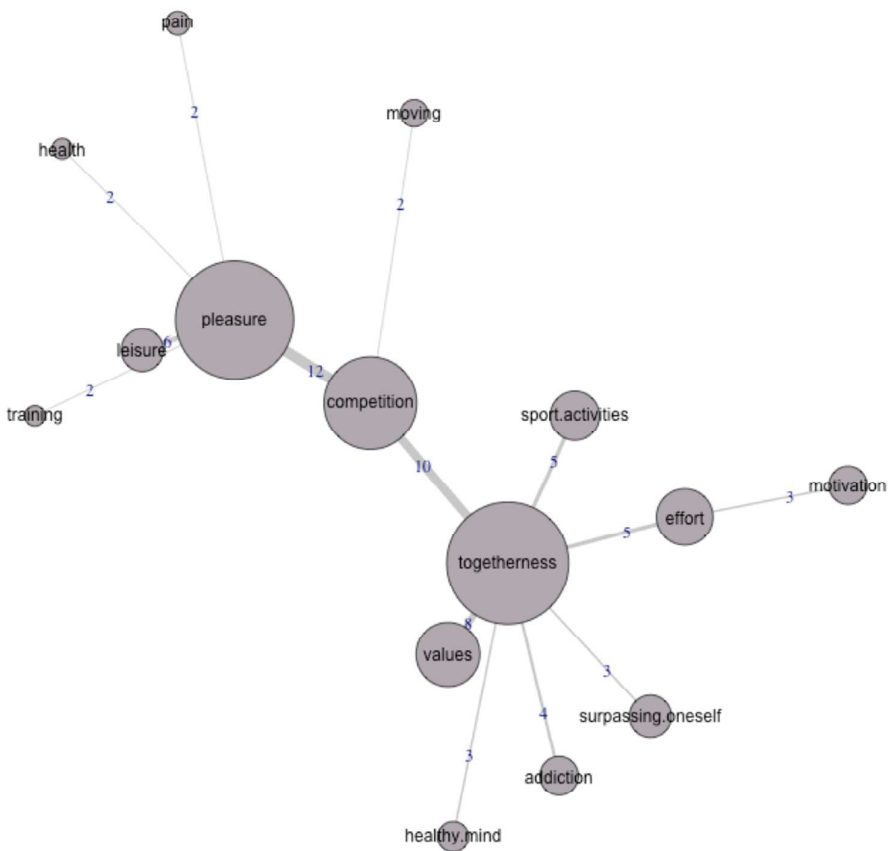 pain
2
moving
health
2
2
pleasure
leisure
6
12
2
training
competition
sport.activities
10
5
motivation
3
effort
5
togetherness
8
values
3
surpassing.oneself
4
3
addiction
healthy.mind